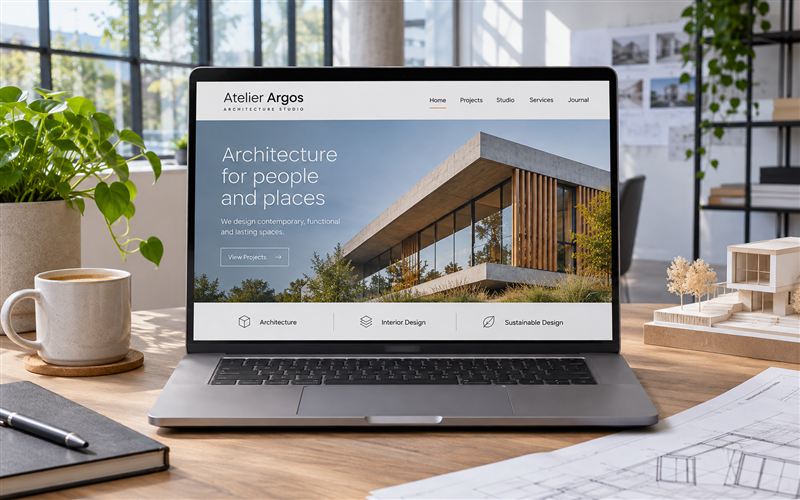 Atelier Argos
ARCHITECTURE STUDIO
Home Projects Studio Services Journal
Architecture
for people
and places
We design contemporary, functional
and lasting spaces.
View Projects →
Architecture
Interior Design
Sustainable Design